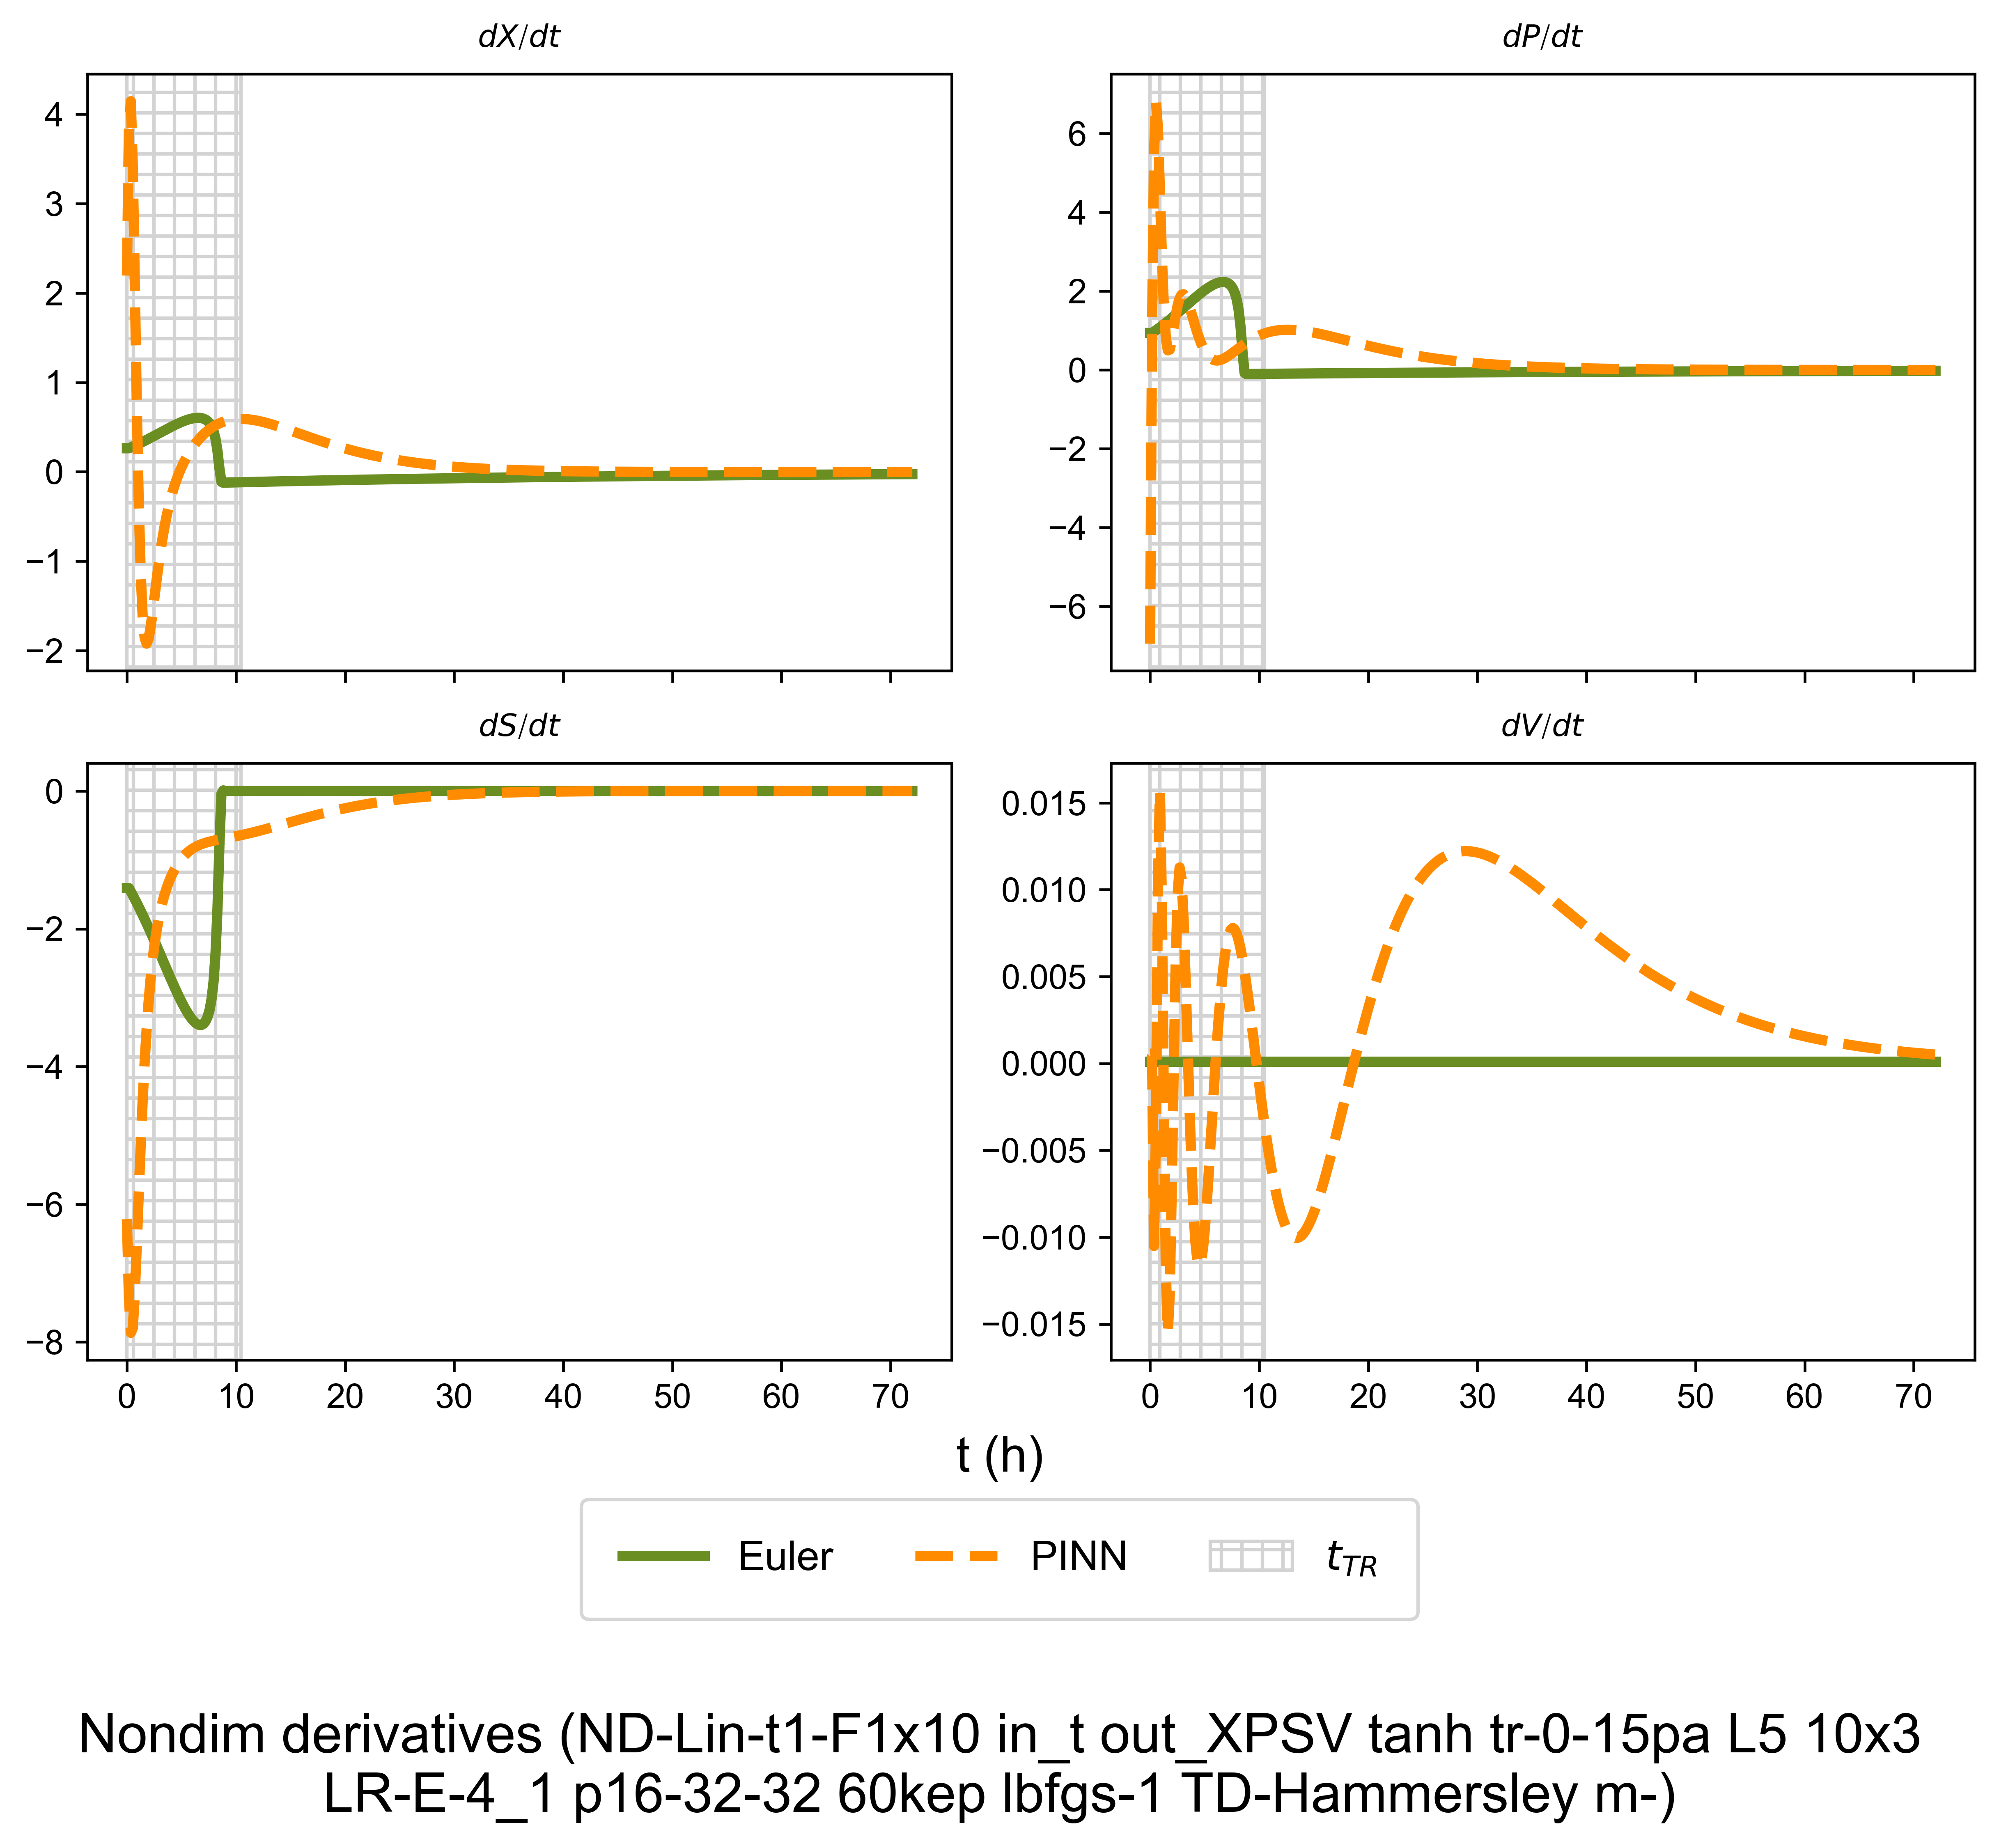 dX/dt
dP/dt
4
3
2
1
0
−1
−2
6
4
2
0
−2
−4
−6
dS/dt
dV/dt
0
−2
−4
−6
−8
0.015
0.010
0.005
0.000
−0.005
−0.010
−0.015
0 10 20 30 40 50 60 70
0 10 20 30 40 50 60 70
t (h)
Euler PINN t_TR
Nondim derivatives (ND-Lin-t1-F1x10 in_t out_XPSV tanh tr-0-15pa L5 10x3
LR-E-4_1 p16-32-32 60kep lbfgs-1 TD-Hammersley m-)